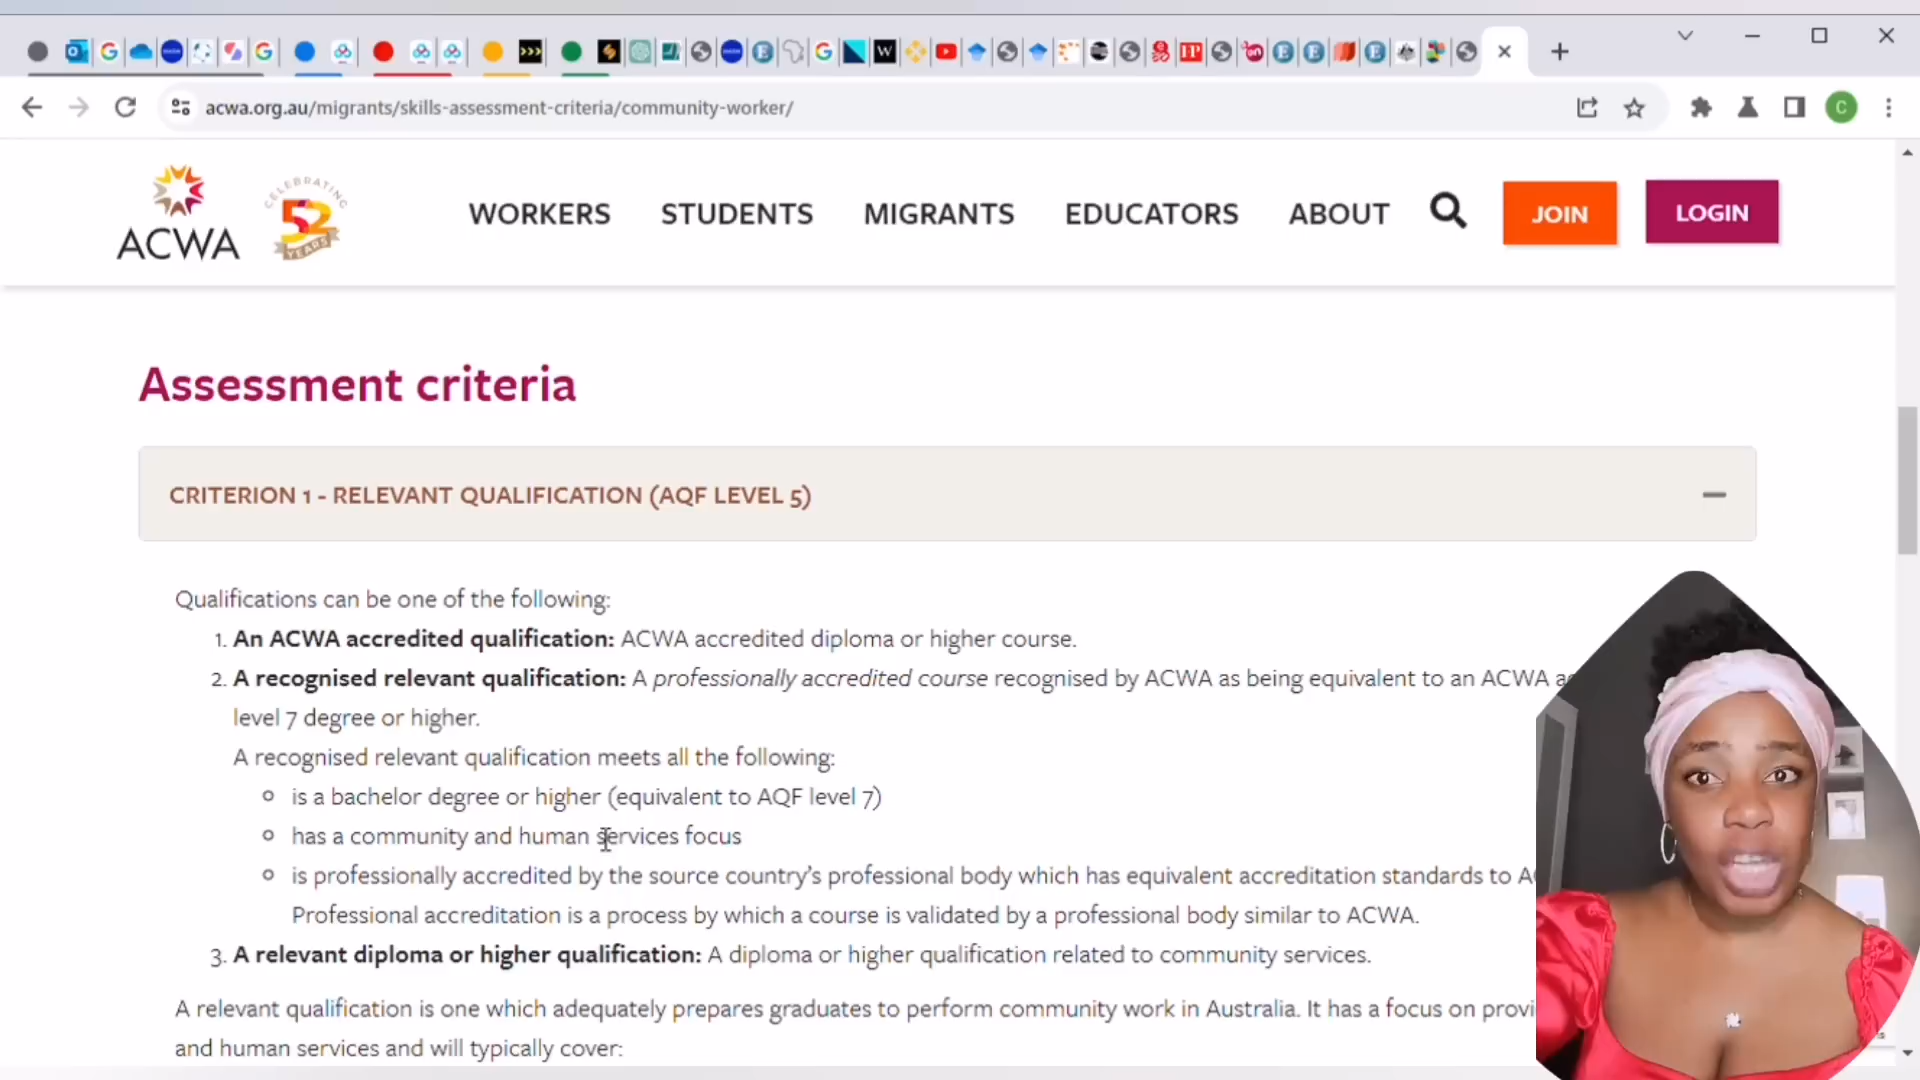 acwa.org.au/migrants/skills-assessment-criteria/community-worker/
C
ACWA
CELEBRATING
52
YEARS
WORKERS
STUDENTS
MIGRANTS
EDUCATORS
ABOUT
JOIN
LOGIN
Assessment criteria
CRITERION 1 - RELEVANT QUALIFICATION (AQF LEVEL 5)
Qualifications can be one of the following:
1. An ACWA accredited qualification: ACWA accredited diploma or higher course.
2. A recognised relevant qualification: A professionally accredited course recognised by ACWA as being equivalent to an ACWA
level 7 degree or higher.
A recognised relevant qualification meets all the following:
is a bachelor degree or higher (equivalent to AQF level 7)
has a community and human services focus
is professionally accredited by the source country's professional body which has equivalent accreditation standards to
Professional accreditation is a process by which a course is validated by a professional body similar to ACWA.
3. A relevant diploma or higher qualification: A diploma or higher qualification related to community services.
A relevant qualification is one which adequately prepares graduates to perform community work in Australia. It has a focus on
and human services and will typically cover: